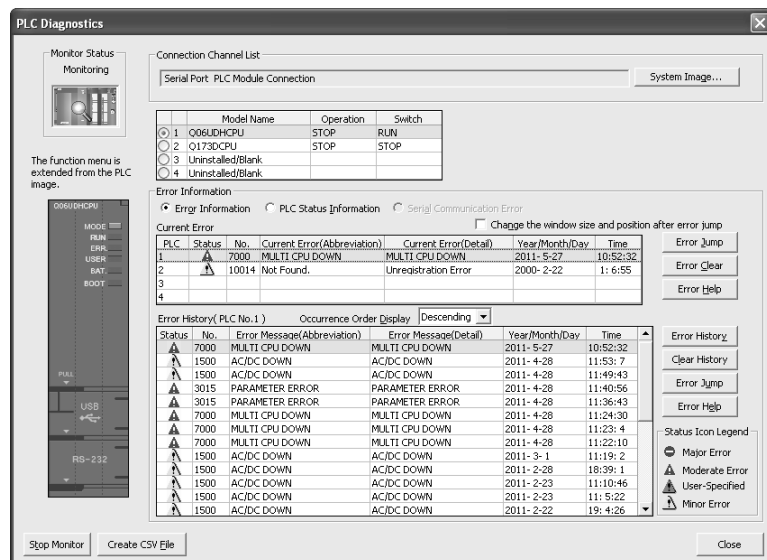 PLC Diagnostics
Monitor Status
Monitoring
The function menu is
extended from the PLC
image.
Q06UDHCPU
MODE
RUN
ERR.
USER
BAT.
BOOT
PULL
USB
RS-232
Connection Channel List
Serial Port PLC Module Connection
System Image...
Model Name Operation Switch
1 Q06UDHCPU STOP RUN
2 Q173DCPU STOP STOP
3 Uninstalled/Blank
4 Uninstalled/Blank
Error Information
Error Information PLC Status Information Serial Communication Error
Change the window size and position after error jump
Current Error
PLC Status No. Current Error(Abbreviation) Current Error(Detail) Year/Month/Day Time
1 7000 MULTI CPU DOWN MULTI CPU DOWN 2011- 5-27 10:52:32
2 10014 Not Found. Unregistration Error 2000- 2-22 1: 6:55
3
4
Error Jump
Error Clear
Error Help
Error History( PLC No.1 ) Occurrence Order Display Descending
Status No. Error Message(Abbreviation) Error Message(Detail) Year/Month/Day Time
7000 MULTI CPU DOWN MULTI CPU DOWN 2011- 5-27 10:52:32
1500 AC/DC DOWN AC/DC DOWN 2011- 4-28 11:53: 7
1500 AC/DC DOWN AC/DC DOWN 2011- 4-28 11:49:43
3015 PARAMETER ERROR PARAMETER ERROR 2011- 4-28 11:40:56
3015 PARAMETER ERROR PARAMETER ERROR 2011- 4-28 11:36:43
7000 MULTI CPU DOWN MULTI CPU DOWN 2011- 4-28 11:24:30
7000 MULTI CPU DOWN MULTI CPU DOWN 2011- 4-28 11:23: 4
7000 MULTI CPU DOWN MULTI CPU DOWN 2011- 4-28 11:22:10
1500 AC/DC DOWN AC/DC DOWN 2011- 3- 1 11:19: 2
1500 AC/DC DOWN AC/DC DOWN 2011- 2-28 18:39: 1
1500 AC/DC DOWN AC/DC DOWN 2011- 2-23 11:10:46
1500 AC/DC DOWN AC/DC DOWN 2011- 2-23 11: 5:22
1500 AC/DC DOWN AC/DC DOWN 2011- 2-22 19: 4:26
Error History
Clear History
Error Jump
Error Help
Status Icon Legend
Major Error
Moderate Error
User-Specified
Minor Error
Stop Monitor
Create CSV File
Close